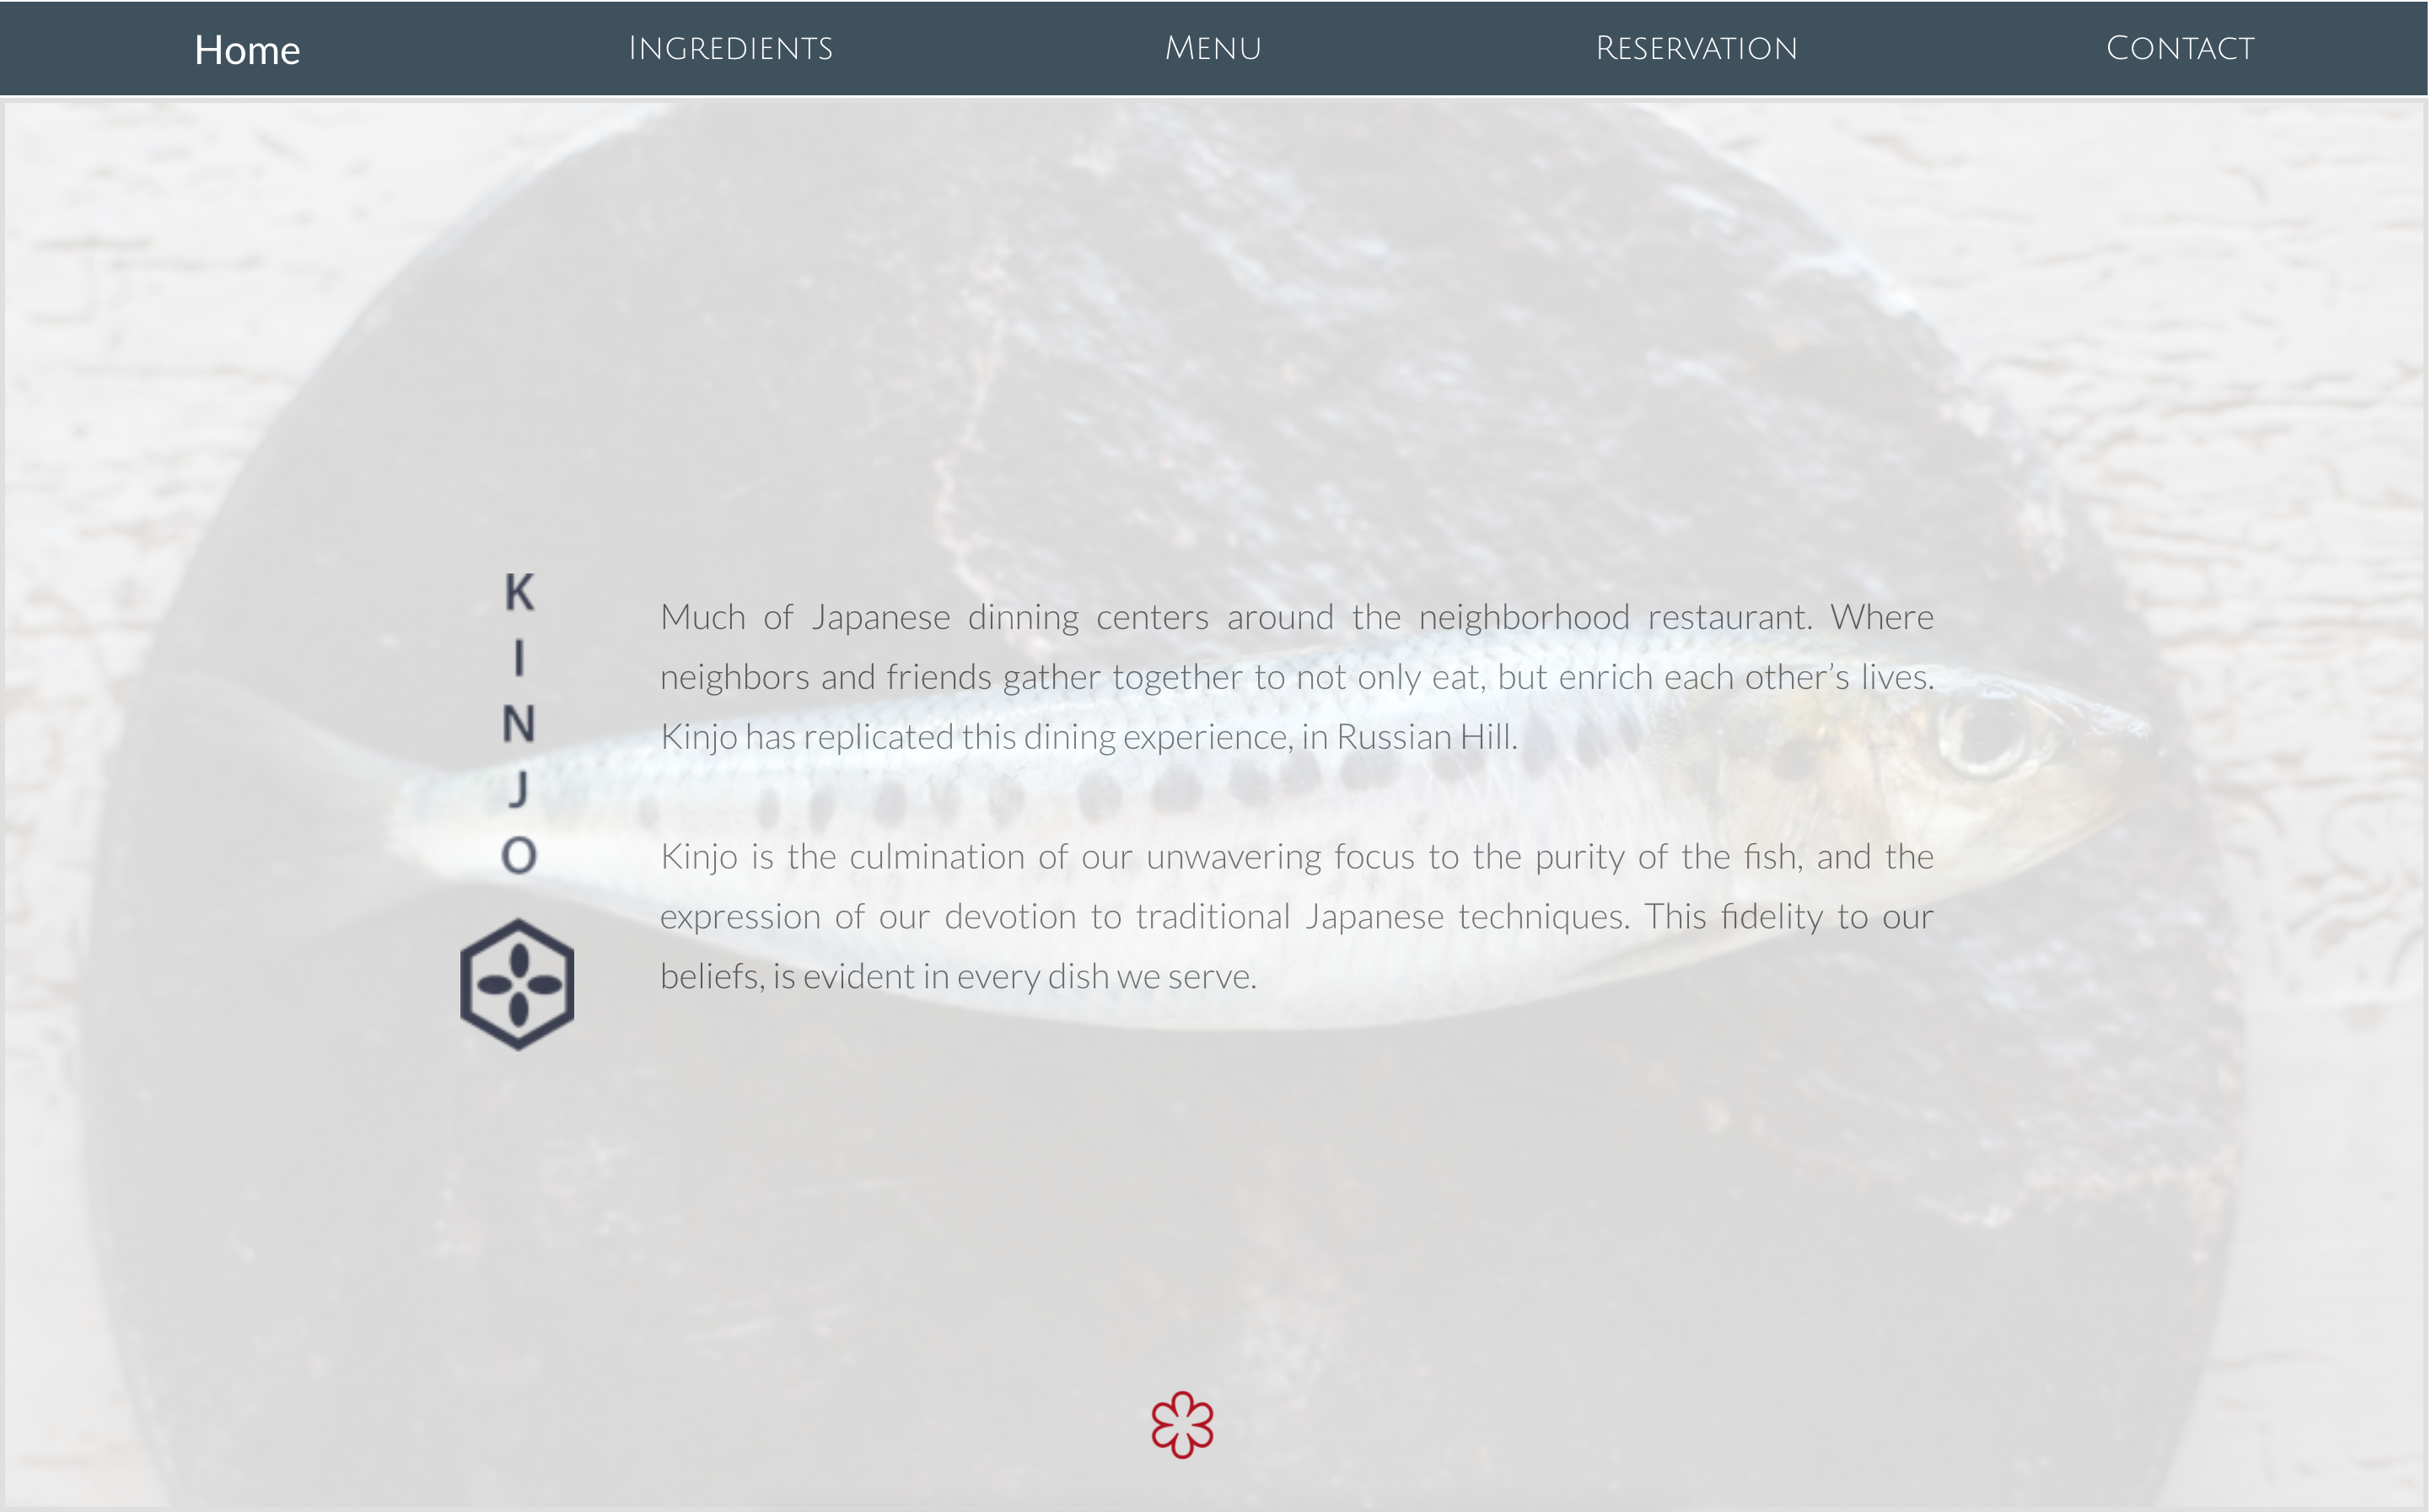 Home
Ingredients
Menu
Reservation
Contact
KINJO
Much of Japanese dinning centers around the neighborhood restaurant. Where
neighbors and friends gather together to not only eat, but enrich each other’s lives.
Kinjo has replicated this dining experience, in Russian Hill.
Kinjo is the culmination of our unwavering focus to the purity of the fish, and the
expression of our devotion to traditional Japanese techniques. This fidelity to our
beliefs, is evident in every dish we serve.